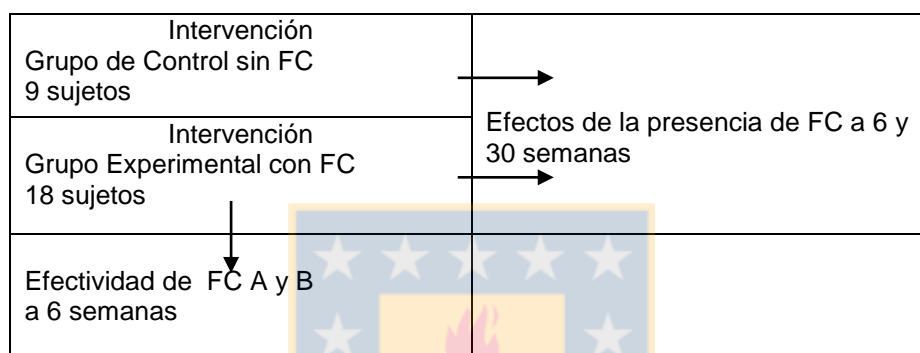 Intervención
Grupo de Control sin FC
9 sujetos
Intervención
Grupo Experimental con FC
18 sujetos
Efectos de la presencia de FC a 6 y
30 semanas
Efectividad de FC A y B
a 6 semanas